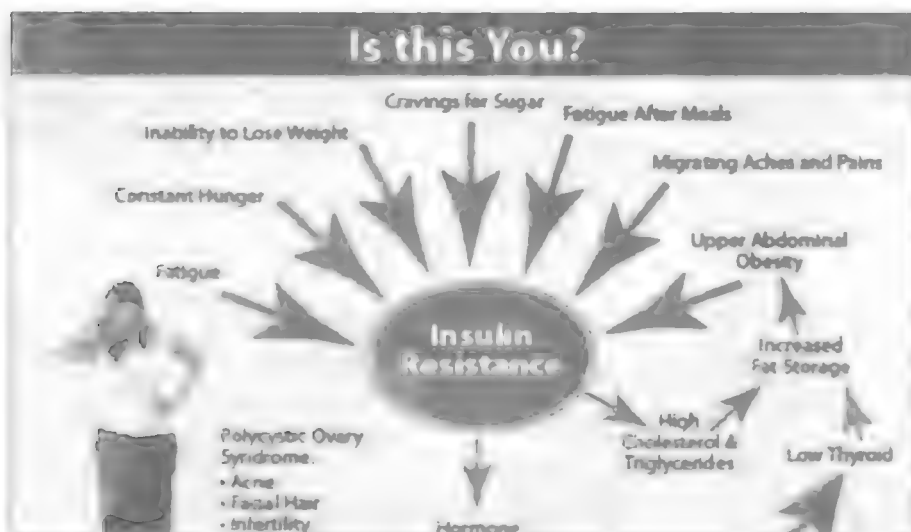 Is this You?
Cravings for Sugar
Fatigue After Meals
Inability to Lose Weight
Migrating Aches and Pains
Constant Hunger
Upper Abdominal
Obesity
Fatigue
Insulin
Resistance
Increased
Fat Storage
High
Cholesterol &
Triglycerides
Low Thyroid
Polycystic Ovary
Syndrome:
• Acne
• Facial Hair
• Infertility
Hormone